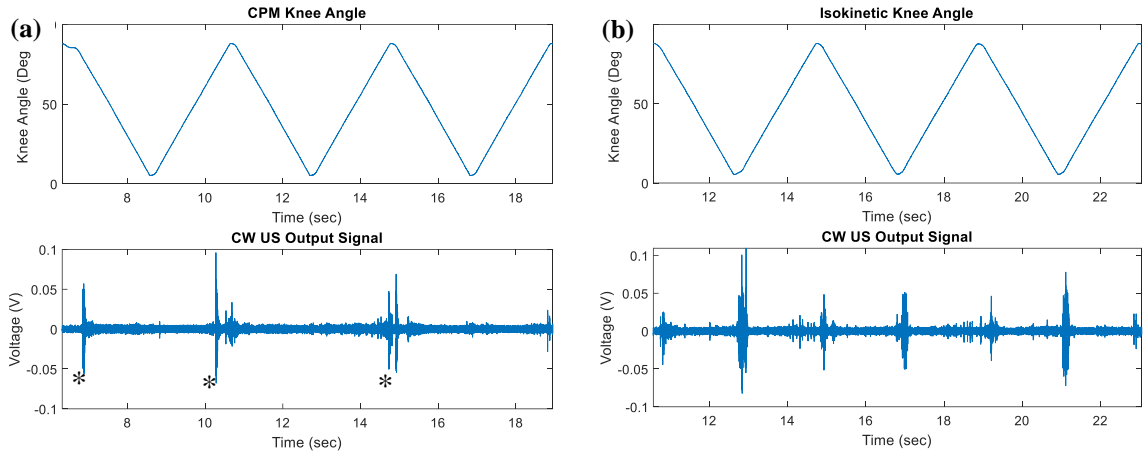 (a)
CPM Knee Angle
Knee Angle (Deg
50
0
8 10 12 14 16 18
Time (sec)
CW US Output Signal
Voltage (V)
0.1
0.05
0
-0.05
-0.1
* * *
8 10 12 14 16 18
Time (sec)
(b)
Isokinetic Knee Angle
Knee Angle (Deg
50
0
12 14 16 18 20 22
Time (sec)
CW US Output Signal
Voltage (V)
0.1
0.05
0
-0.05
-0.1
12 14 16 18 20 22
Time (sec)